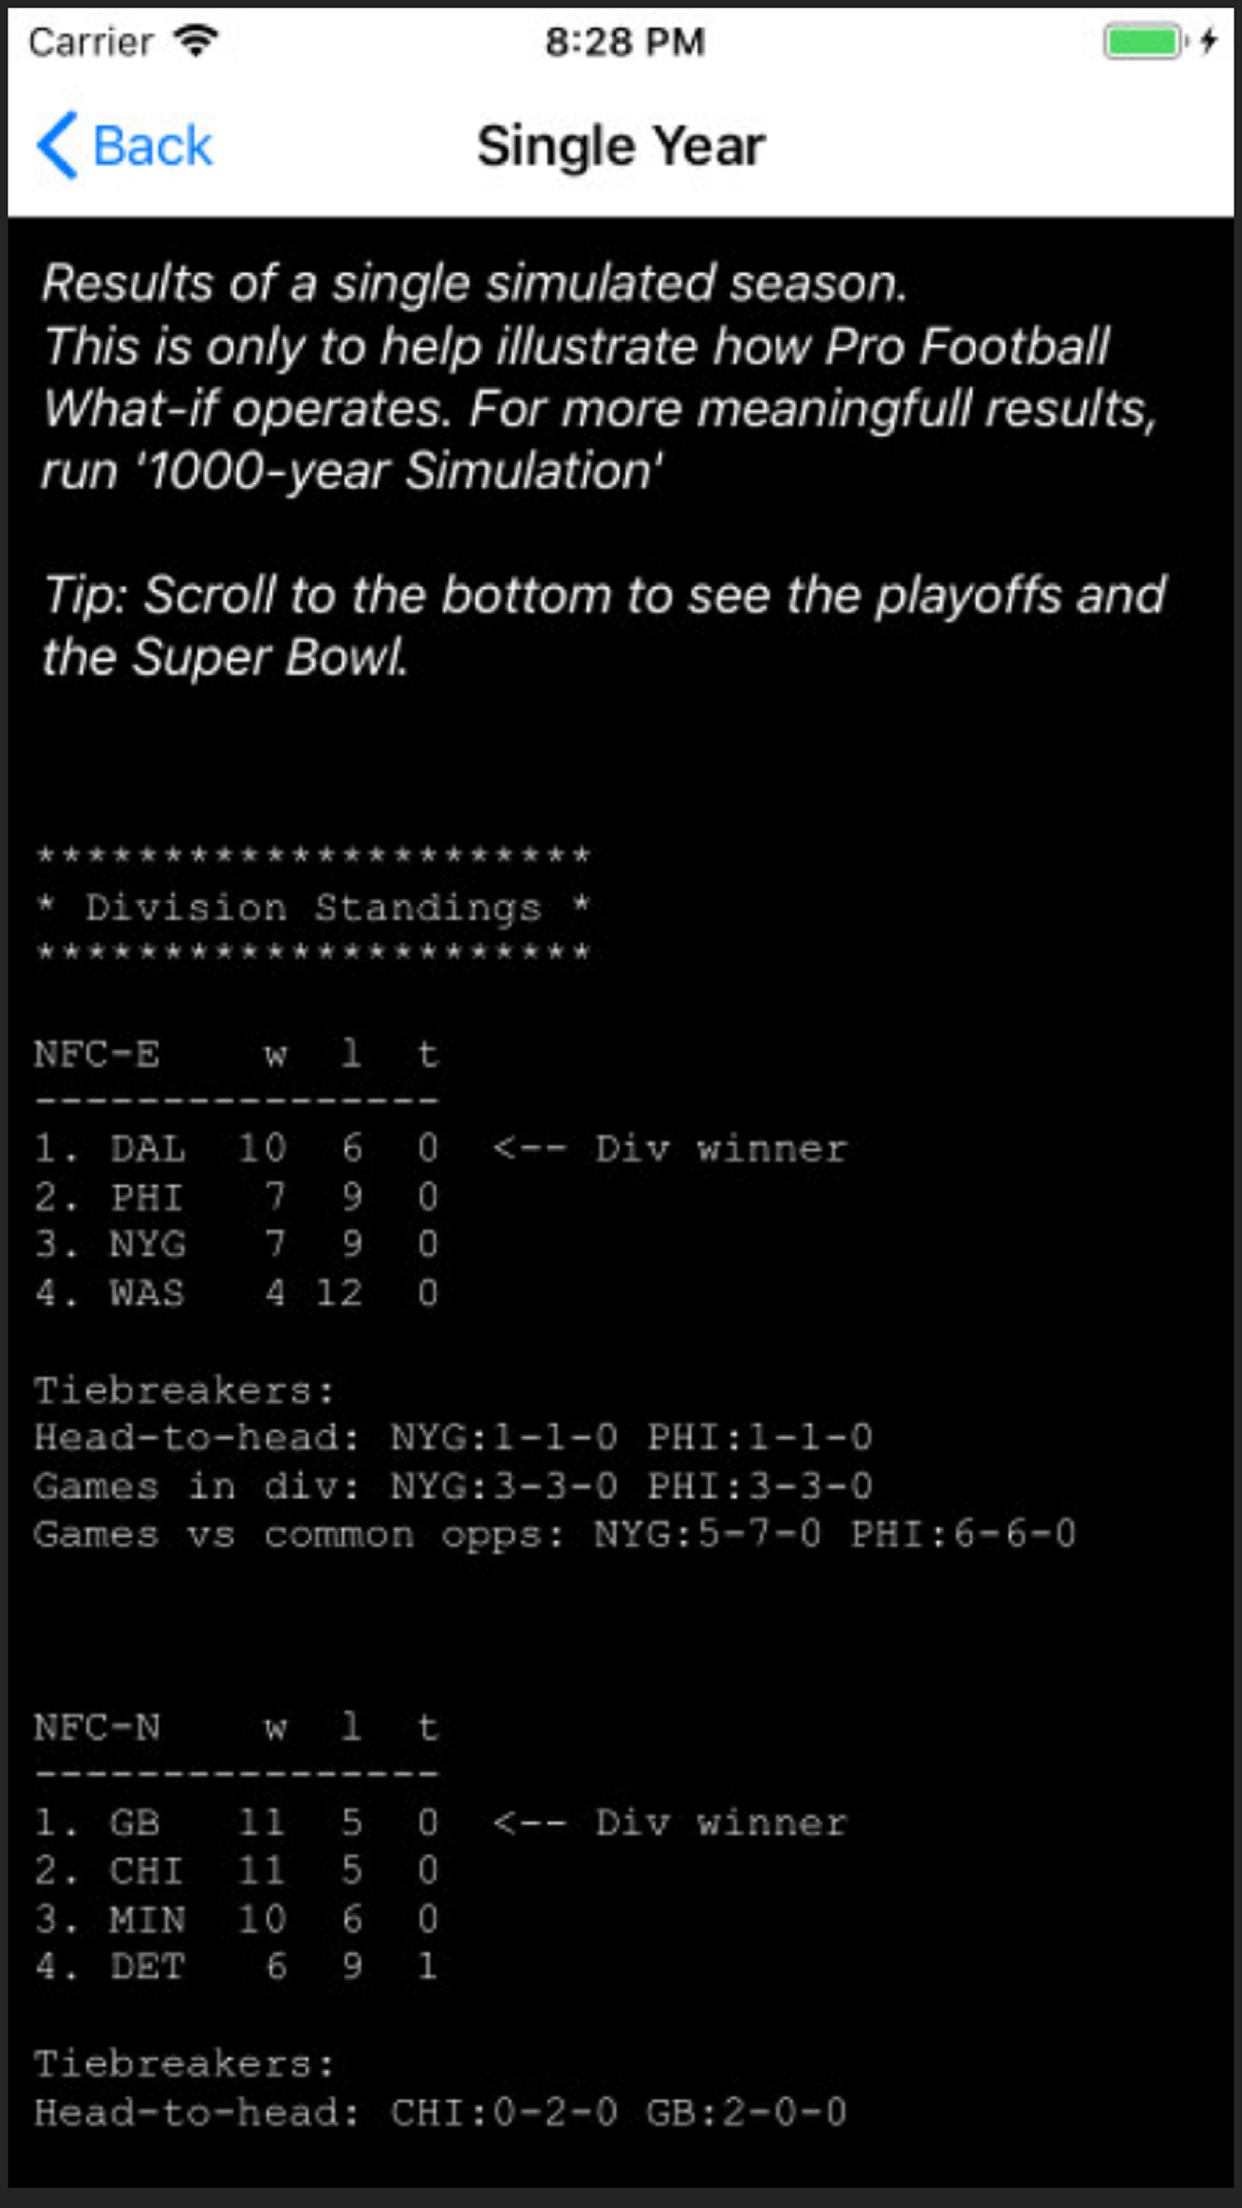 Carrier 8:28 PM
Back Single Year
Results of a single simulated season.
This is only to help illustrate how Pro Football
What-if operates. For more meaningfull results,
run '1000-year Simulation'
Tip: Scroll to the bottom to see the playoffs and
the Super Bowl.
**********************
* Division Standings *
**********************
NFC-E    w  l  t
----------------
1. DAL  10  6  0  <-- Div winner
2. PHI   7  9  0
3. NYG   7  9  0
4. WAS   4 12  0
Tiebreakers:
Head-to-head: NYG:1-1-0 PHI:1-1-0
Games in div: NYG:3-3-0 PHI:3-3-0
Games vs common opps: NYG:5-7-0 PHI:6-6-0
NFC-N    w  l  t
----------------
1. GB   11  5  0  <-- Div winner
2. CHI  11  5  0
3. MIN  10  6  0
4. DET   6  9  1
Tiebreakers:
Head-to-head: CHI:0-2-0 GB:2-0-0